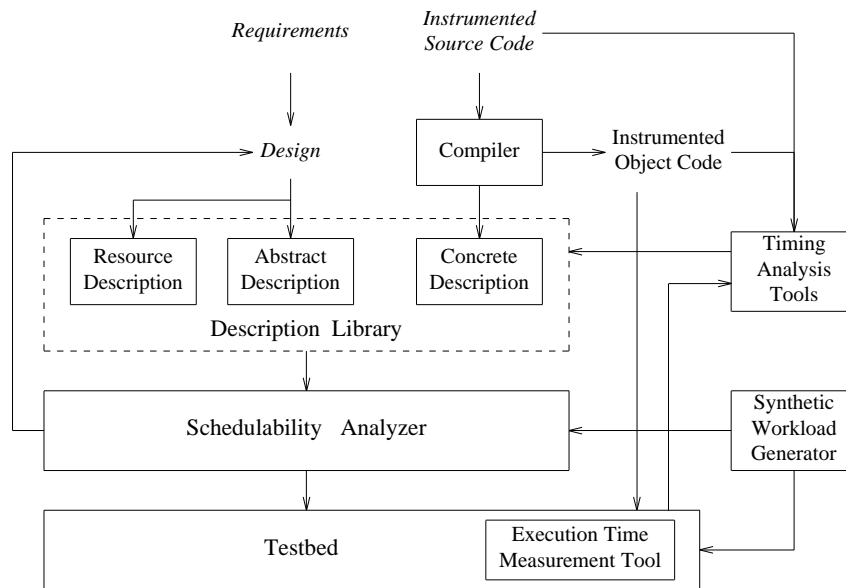 Requirements
Instrumented
Source Code
Design
Compiler
Instrumented
Object Code
Resource
Description
Abstract
Description
Concrete
Description
Timing
Analysis
Tools
Description Library
Schedulability Analyzer
Synthetic
Workload
Generator
Testbed
Execution Time
Measurement Tool